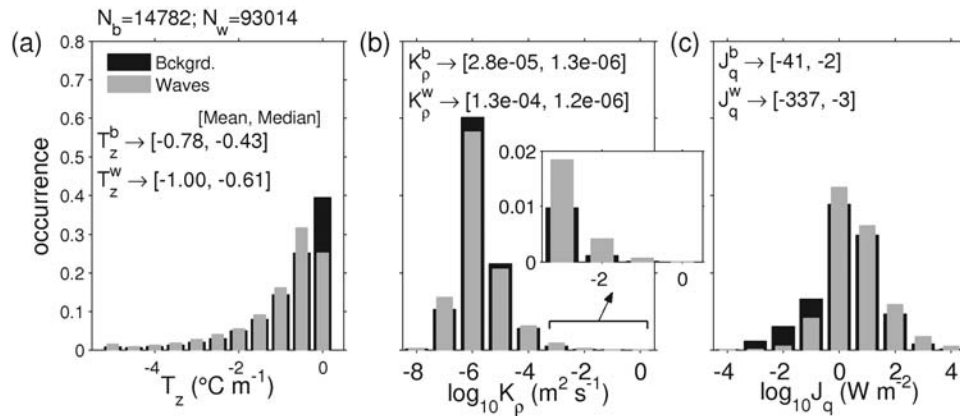 N_b=14782; N_w=93014
(a)
0.8
0.7
0.6
0.5
0.4
0.3
0.2
0.1
0
occurrence
Bckgrd.
Waves
[Mean, Median]
T_z^b → [-0.78, -0.43]
T_z^w → [-1.00, -0.61]
-4 -2 0
T_z (°C m^-1)
(b)
K_ρ^b → [2.8e-05, 1.3e-06]
K_ρ^w → [1.3e-04, 1.2e-06]
0.02
0.01
0
-2 0
-8 -6 -4 -2 0
log_10 K_ρ (m^2 s^-1)
(c)
J_q^b → [-41, -2]
J_q^w → [-337, -3]
-4 -2 0 2 4
log_10 J_q (W m^-2)